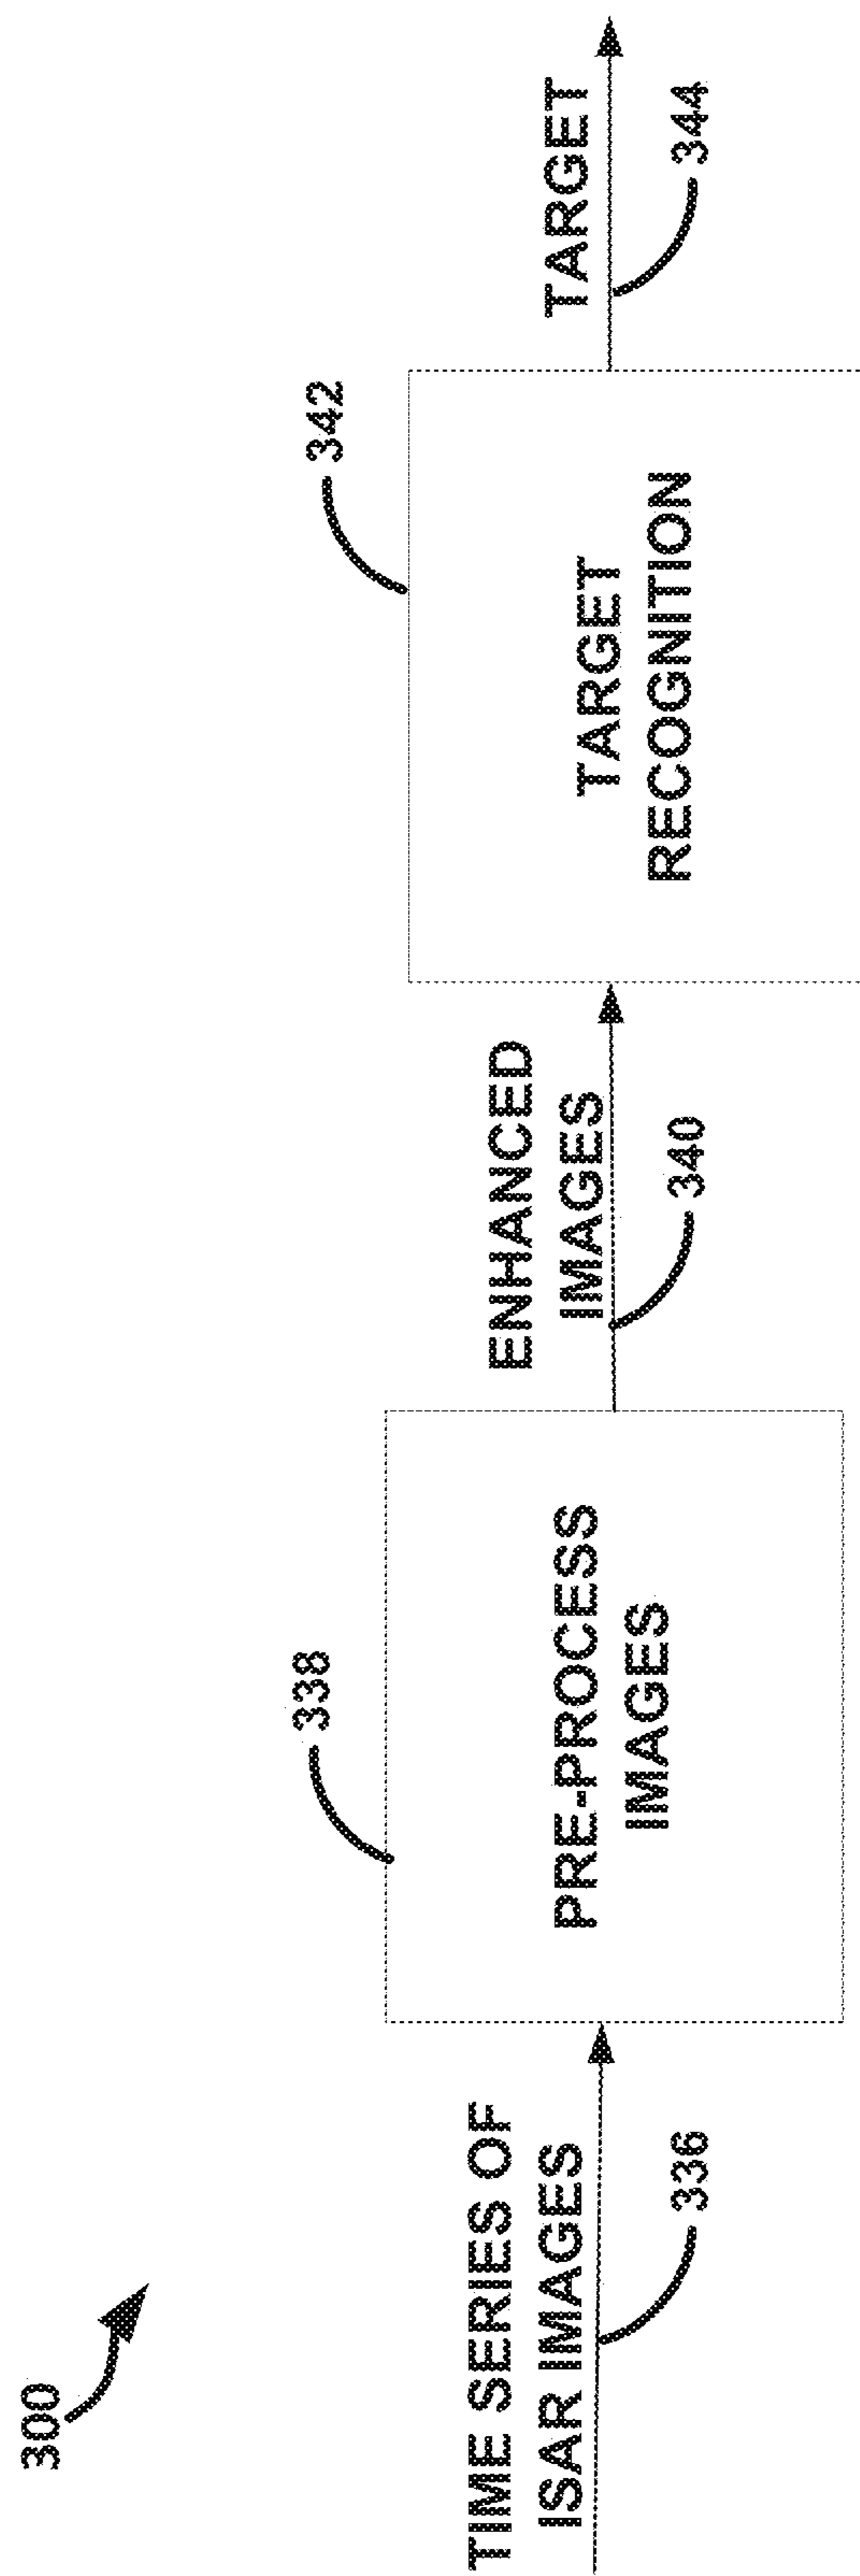 300
TIME SERIES OF
ISAR IMAGES
336
338
PRE-PROCESS
IMAGES
ENHANCED
IMAGES
340
342
TARGET
RECOGNITION
TARGET
344